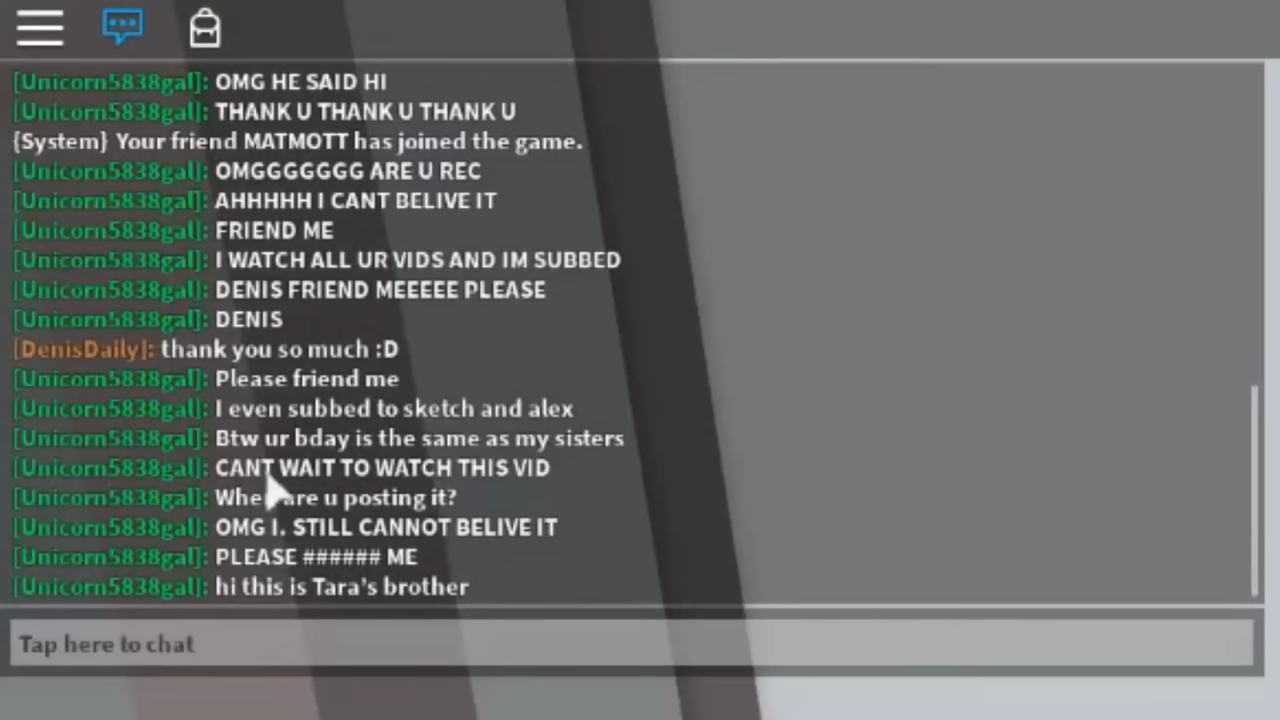 [Unicorn5838gal]: OMG HE SAID HI
[Unicorn5838gal]: THANK U THANK U THANK U
{System} Your friend MATMOTT has joined the game.
[Unicorn5838gal]: OMGGGGGGG ARE U REC
[Unicorn5838gal]: AHHHHH I CANT BELIVE IT
[Unicorn5838gal]: FRIEND ME
[Unicorn5838gal]: I WATCH ALL UR VIDS AND IM SUBBED
[Unicorn5838gal]: DENIS FRIEND MEEEEE PLEASE
[Unicorn5838gal]: DENIS
[DenisDaily]: thank you so much :D
[Unicorn5838gal]: Please friend me
[Unicorn5838gal]: I even subbed to sketch and alex
[Unicorn5838gal]: Btw ur bday is the same as my sisters
[Unicorn5838gal]: CANT WAIT TO WATCH THIS VID
[Unicorn5838gal]: When are u posting it?
[Unicorn5838gal]: OMG I. STILL CANNOT BELIVE IT
[Unicorn5838gal]: PLEASE ###### ME
[Unicorn5838gal]: hi this is Tara's brother
Tap here to chat